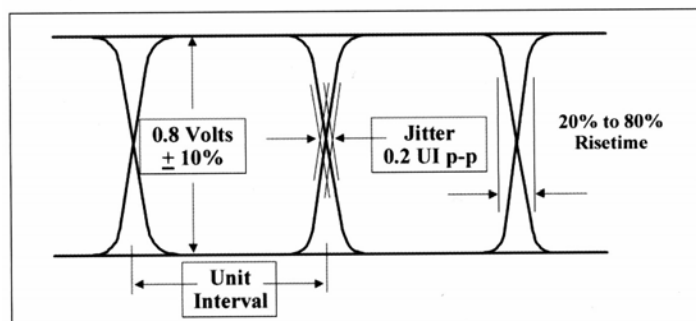 0.8 Volts
± 10%
Jitter
0.2 UI p-p
20% to 80%
Risetime
Unit
Interval